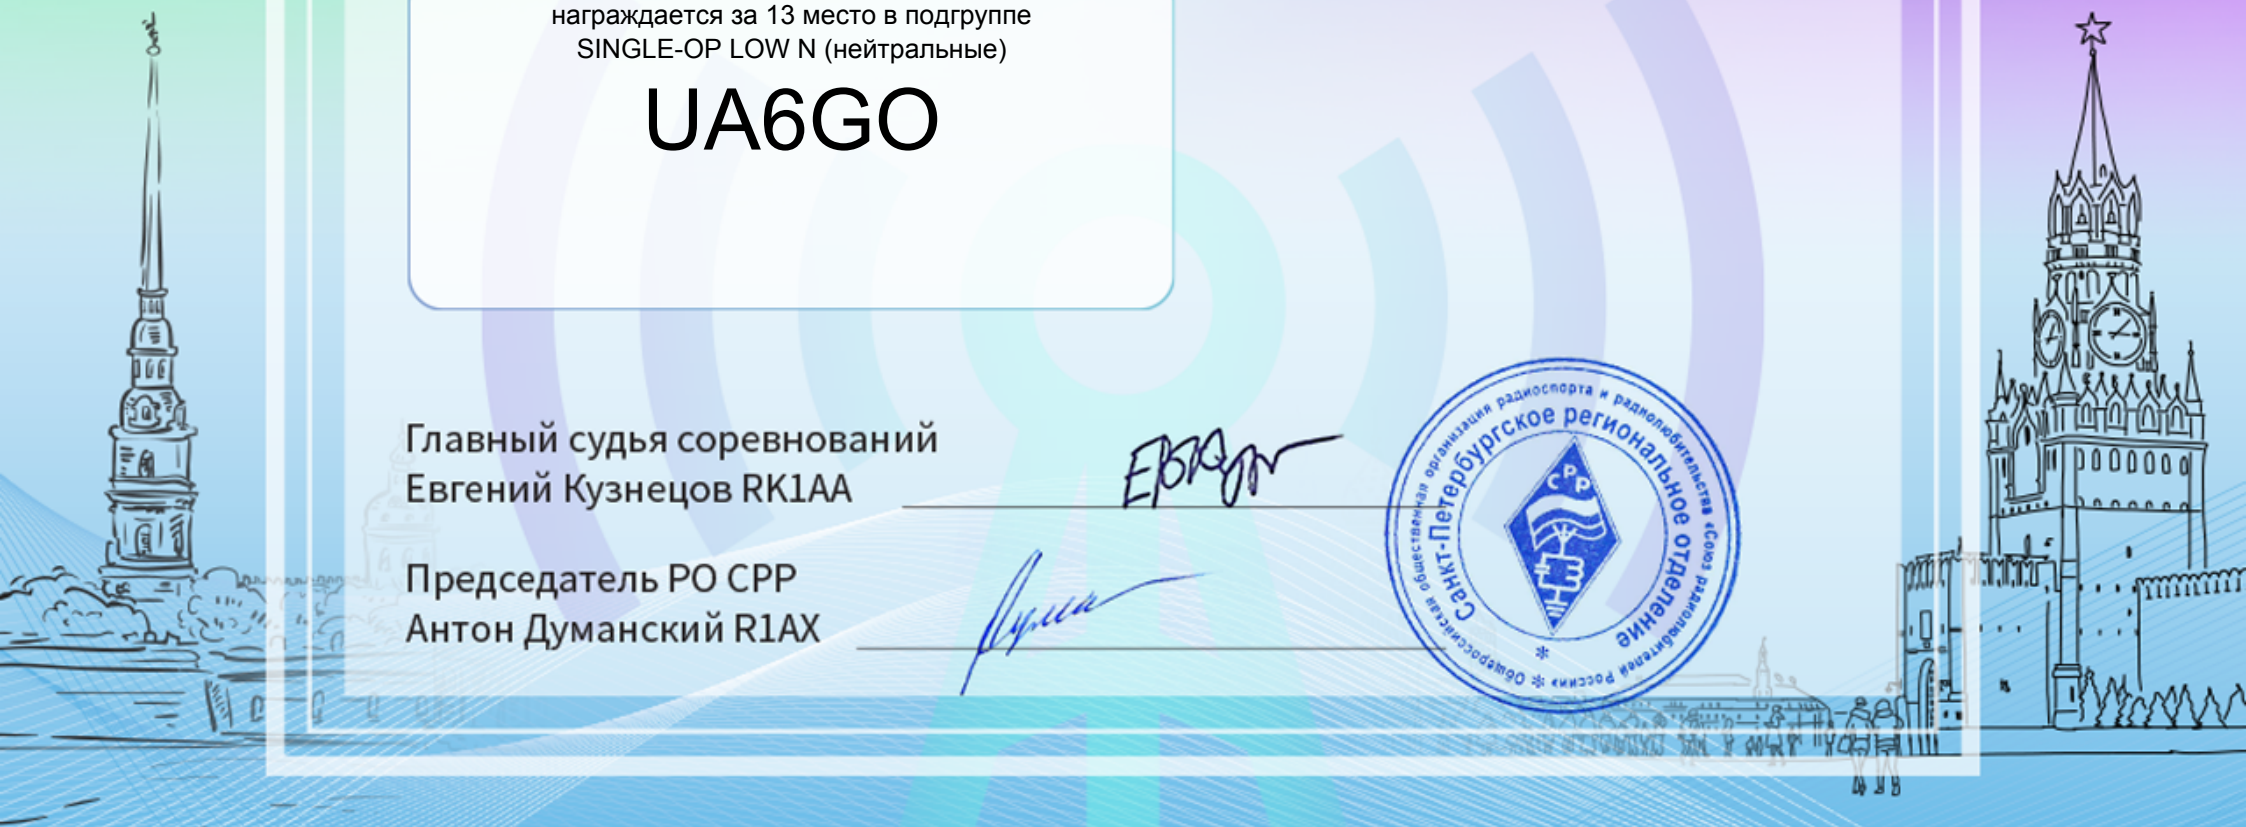 награждается за 13 место в подгруппе
SINGLE-OP LOW N (нейтральные)
UA6GO
Главный судья соревнований
Евгений Кузнецов RK1AA
Председатель РО СРР
Антон Думанский R1AX
Общероссийская общественная организация радиоспорта и радиолюбительства «Союз радиолюбителей России»
Санкт-Петербургское региональное отделение
СРР